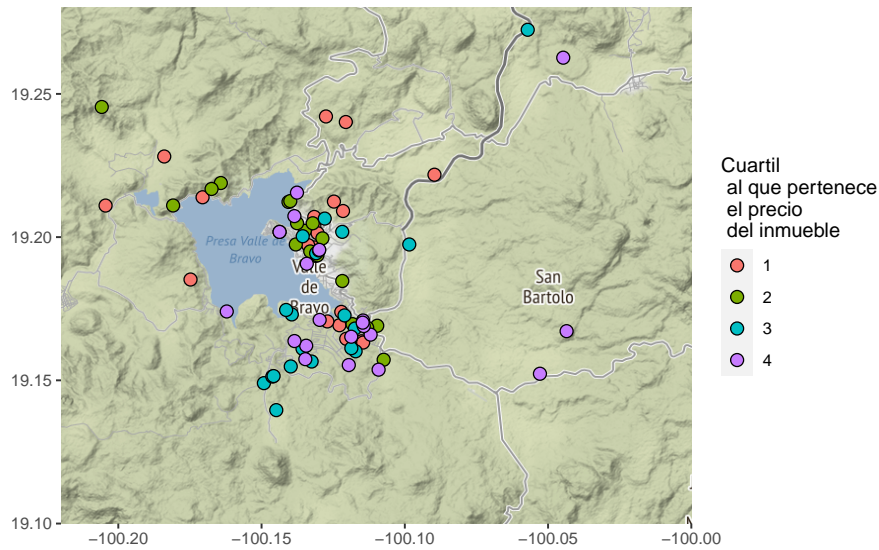 19.25
19.20
19.15
19.10
−100.20
−100.15
−100.10
−100.05
−100.00
Presa Valle de
Bravo
Valle
de
Bravo
San
Bartolo
Cuartil
al que pertenece
el precio
del inmueble
1
2
3
4